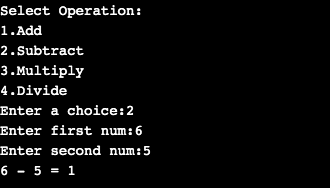 Select Operation:
1.Add
2.Subtract
3.Multiply
4.Divide
Enter a choice:2
Enter first num:6
Enter second num:5
6 - 5 = 1